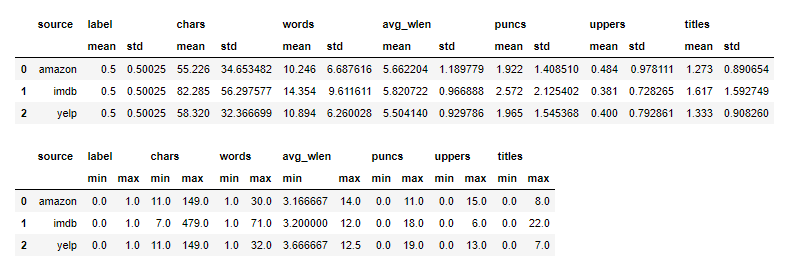 source label chars words avg_wlen puncs uppers titles
mean std mean std mean std mean std mean std mean std mean std
0 amazon 0.5 0.50025 55.226 34.653482 10.246 6.687616 5.662204 1.189779 1.922 1.408510 0.484 0.978111 1.273 0.890654
1 imdb 0.5 0.50025 82.285 56.297577 14.354 9.611611 5.820722 0.966888 2.572 2.125402 0.381 0.728265 1.617 1.592749
2 yelp 0.5 0.50025 58.320 32.366699 10.894 6.260028 5.504140 0.929786 1.965 1.545368 0.400 0.792861 1.333 0.908260
source label chars words avg_wlen puncs uppers titles
min max min max min max min max min max min max min max
0 amazon 0.0 1.0 11.0 149.0 1.0 30.0 3.166667 14.0 0.0 11.0 0.0 15.0 0.0 8.0
1 imdb 0.0 1.0 7.0 479.0 1.0 71.0 3.200000 12.0 0.0 18.0 0.0 6.0 0.0 22.0
2 yelp 0.0 1.0 11.0 149.0 1.0 32.0 3.666667 12.5 0.0 19.0 0.0 13.0 0.0 7.0